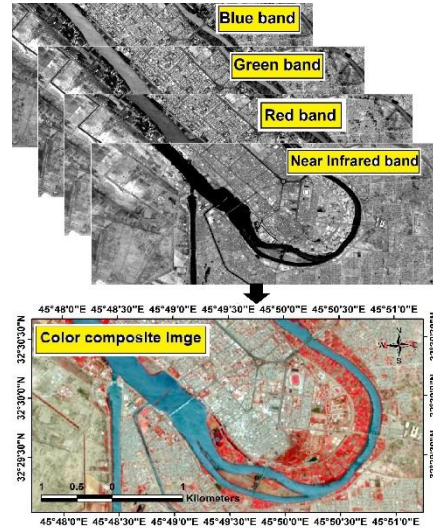 Blue band
Green band
Red band
Near Infrared band
45°48'0"E 45°48'30"E 45°49'0"E 45°49'30"E 45°50'0"E 45°50'30"E 45°51'0"E
32°30'30"N
Color composite Imge
N
S
32°30'0"N
32°29'30"N
1 0.5 0 1
Kilometers
45°48'0"E 45°48'30"E 45°49'0"E 45°49'30"E 45°50'0"E 45°50'30"E 45°51'0"E